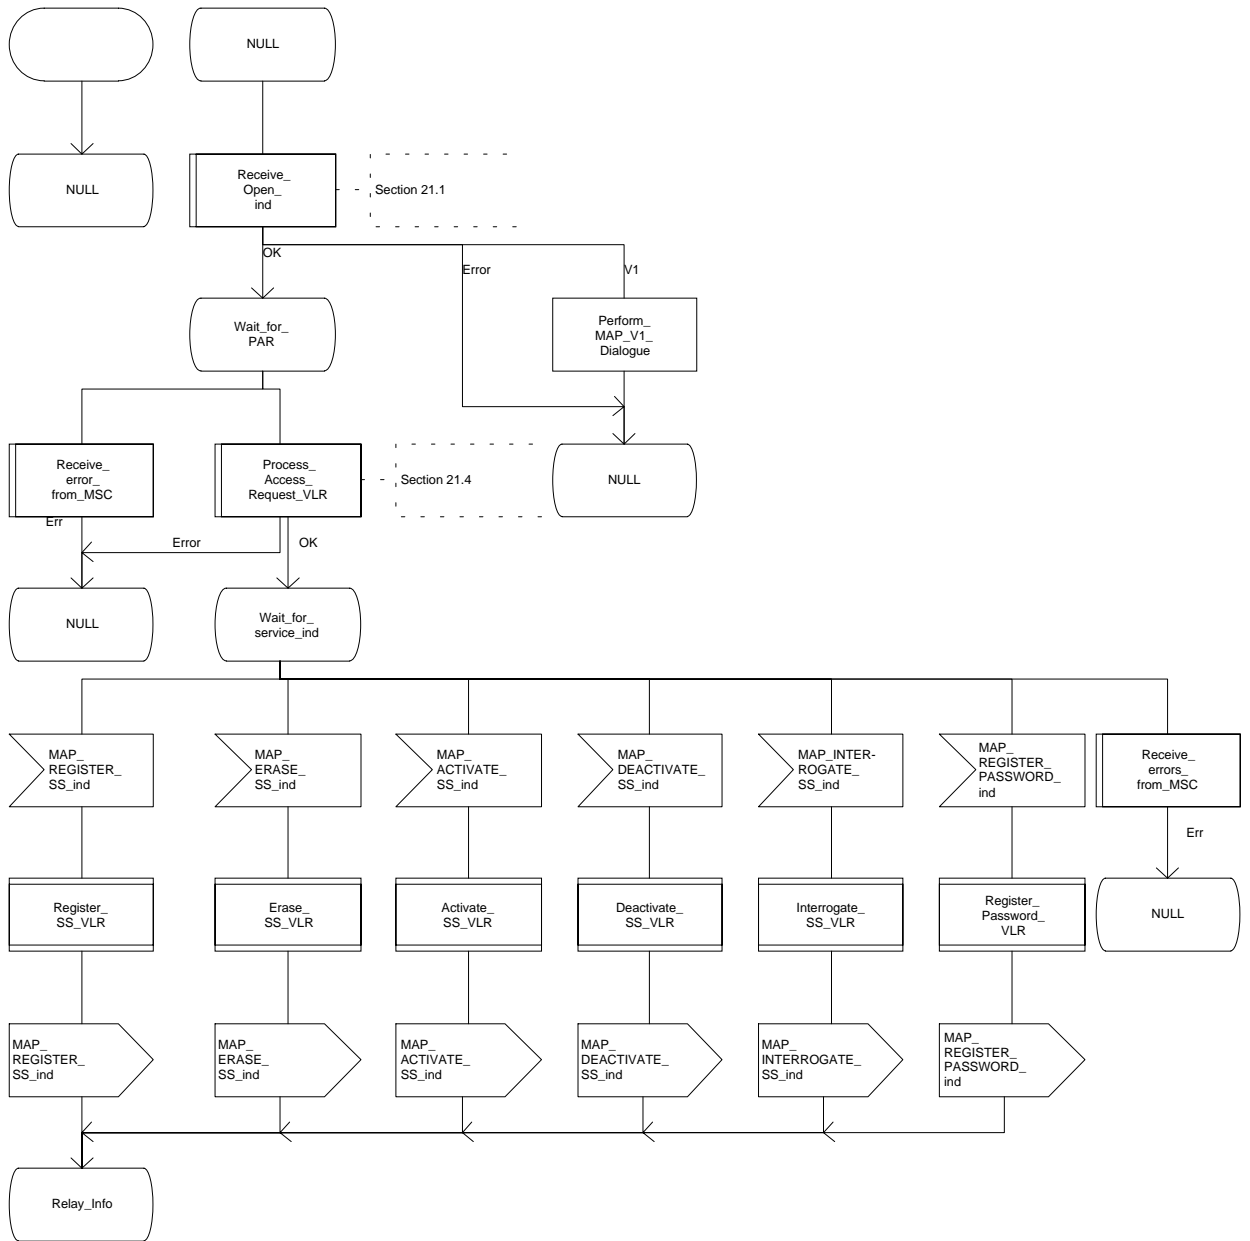 NULL
NULL
Receive_
Open_
ind
Section 21.1
OK
Error
V1
Wait_for_
PAR
Perform_
MAP_V1_
Dialogue
Receive_
error_
from_MSC
Process_
Access_
Request_VLR
Section 21.4
NULL
Err
Error
OK
NULL
Wait_for_
service_ind
MAP_
REGISTER_
SS_ind
MAP_
ERASE_
SS_ind
MAP_
ACTIVATE_
SS_ind
MAP_
DEACTIVATE_
SS_ind
MAP_INTER-
ROGATE_
SS_ind
MAP_
REGISTER_
PASSWORD_
ind
Receive_
errors_
from_MSC
Err
Register_
SS_VLR
Erase_
SS_VLR
Activate_
SS_VLR
Deactivate_
SS_VLR
Interrogate_
SS_VLR
Register_
Password_
VLR
NULL
MAP_
REGISTER_
SS_ind
MAP_
ERASE_
SS_ind
MAP_
ACTIVATE_
SS_ind
MAP_
DEACTIVATE_
SS_ind
MAP_
INTERROGATE_
SS_ind
MAP_
REGISTER_
PASSWORD_
ind
Relay_Info